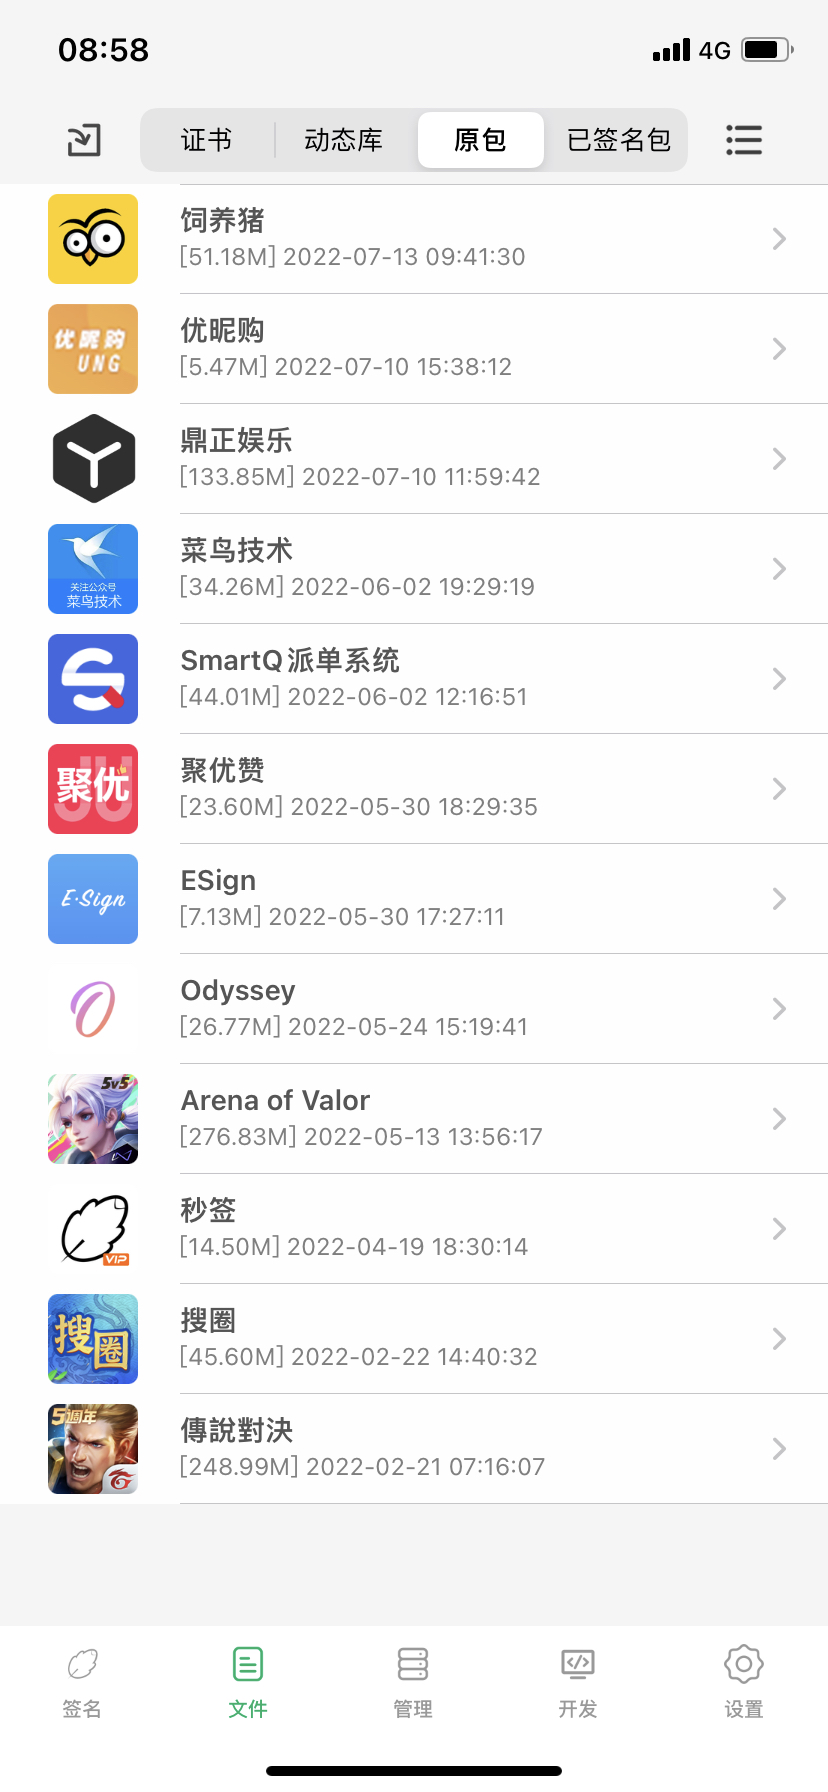 08:58
4G
证书
动态库
原包
已签名包
饲养猪
[51.18M] 2022-07-13 09:41:30
优昵购
UNG
优昵购
[5.47M] 2022-07-10 15:38:12
鼎正娱乐
[133.85M] 2022-07-10 11:59:42
关注公众号
菜鸟技术
菜鸟技术
[34.26M] 2022-06-02 19:29:19
SmartQ派单系统
[44.01M] 2022-06-02 12:16:51
聚优
JU
聚优赞
[23.60M] 2022-05-30 18:29:35
E·Sign
ESign
[7.13M] 2022-05-30 17:27:11
O
Odyssey
[26.77M] 2022-05-24 15:19:41
5v5
Arena of Valor
[276.83M] 2022-05-13 13:56:17
VIP
秒签
[14.50M] 2022-04-19 18:30:14
搜圈
搜圈
[45.60M] 2022-02-22 14:40:32
5週年
傳說對決
[248.99M] 2022-02-21 07:16:07
签名
文件
管理
开发
设置